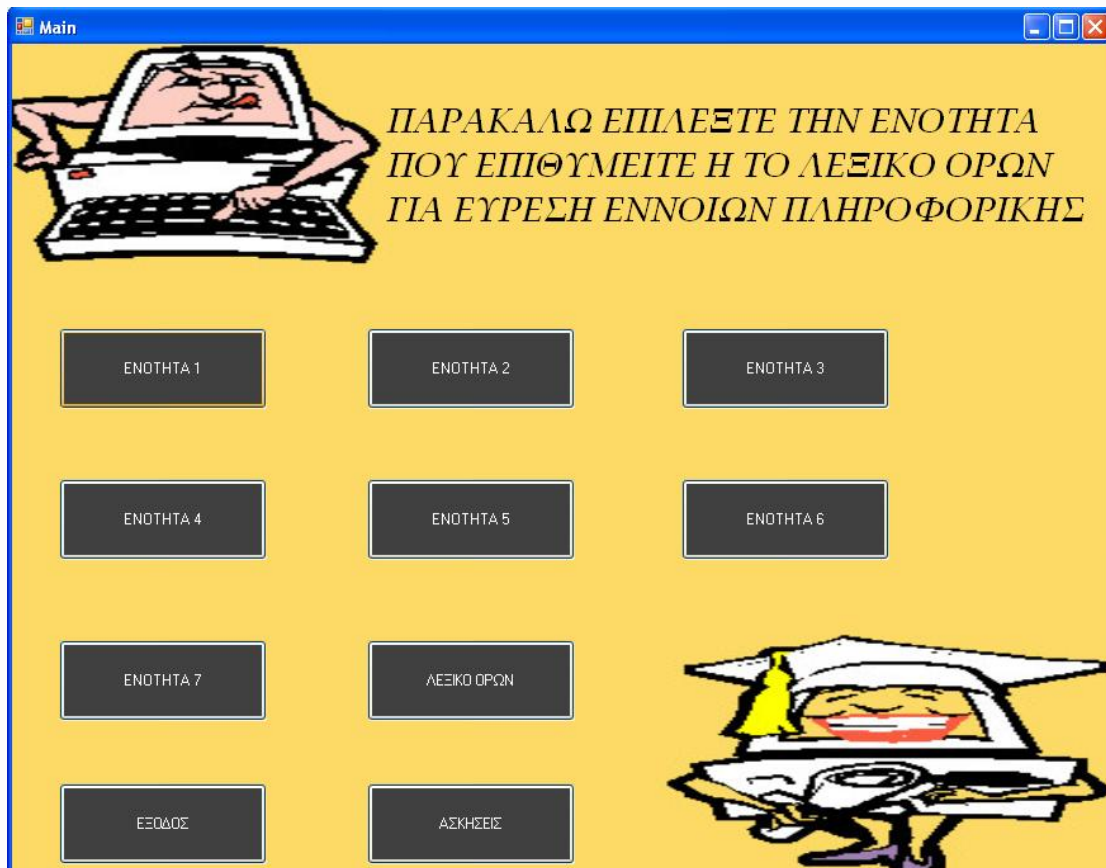 Main
ΠΑΡΑΚΑΛΩ ΕΠΙΛΕΞΤΕ ΤΗΝ ΕΝΟΤΗΤΑ
ΠΟΥ ΕΠΙΘΥΜΕΙΤΕ Η ΤΟ ΛΕΞΙΚΟ ΟΡΩΝ
ΓΙΑ ΕΥΡΕΣΗ ΕΝΝΟΙΩΝ ΠΛΗΡΟΦΟΡΙΚΗΣ
ΕΝΟΤΗΤΑ 1
ΕΝΟΤΗΤΑ 2
ΕΝΟΤΗΤΑ 3
ΕΝΟΤΗΤΑ 4
ΕΝΟΤΗΤΑ 5
ΕΝΟΤΗΤΑ 6
ΕΝΟΤΗΤΑ 7
ΛΕΞΙΚΟ ΟΡΩΝ
ΕΞΟΔΟΣ
ΑΣΚΗΣΕΙΣ